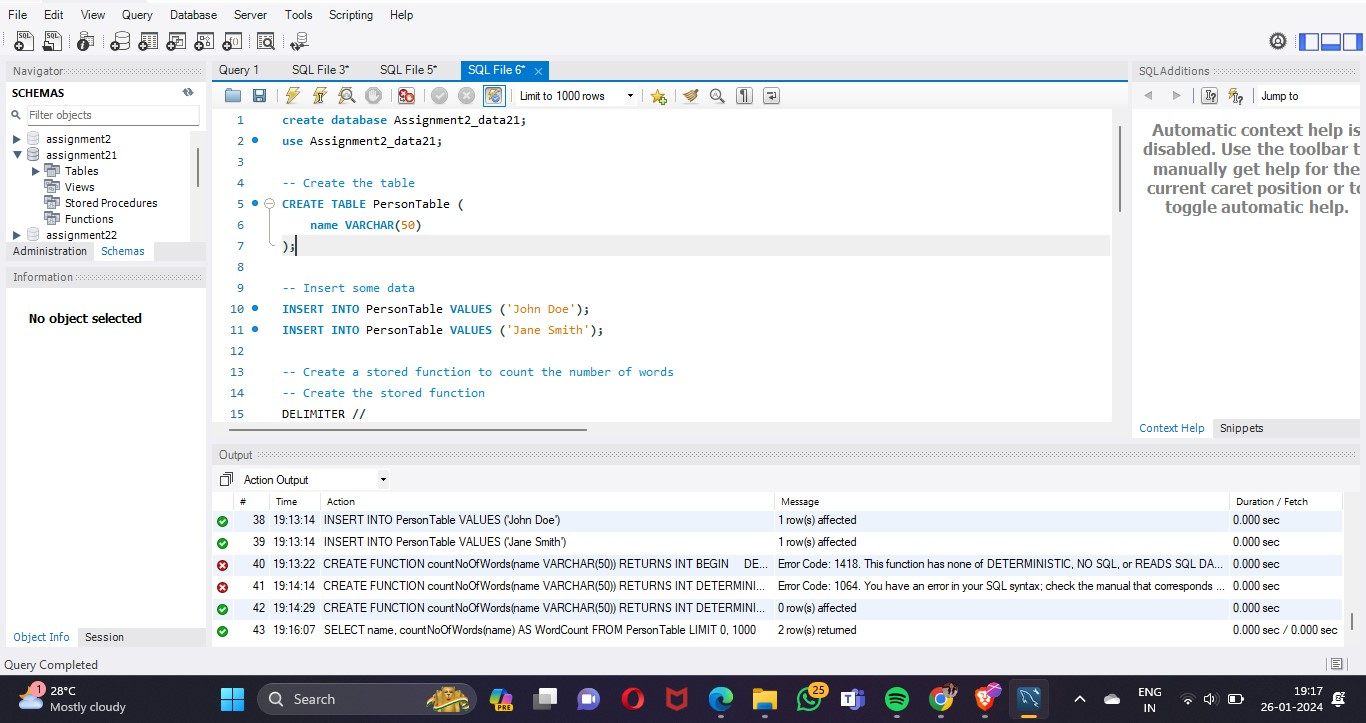 File Edit View Query Database Server Tools Scripting Help
Navigator
SCHEMAS
Filter objects
assignment2
assignment21
Tables
Views
Stored Procedures
Functions
assignment22
Administration Schemas
Information
No object selected
Object Info Session
Query 1 SQL File 3* SQL File 5* SQL File 6*
Limit to 1000 rows
1 create database Assignment2_data21;
2 use Assignment2_data21;
3
4 -- Create the table
5 CREATE TABLE PersonTable (
6 name VARCHAR(50)
7 );
8
9 -- Insert some data
10 INSERT INTO PersonTable VALUES ('John Doe');
11 INSERT INTO PersonTable VALUES ('Jane Smith');
12
13 -- Create a stored function to count the number of words
14 -- Create the stored function
15 DELIMITER //
SQLAdditions
Jump to
Automatic context help is
disabled. Use the toolbar t
manually get help for the
current caret position or to
toggle automatic help.
Context Help Snippets
Output
Action Output
# Time Action Message Duration / Fetch
38 19:13:14 INSERT INTO PersonTable VALUES ('John Doe') 1 row(s) affected 0.000 sec
39 19:13:14 INSERT INTO PersonTable VALUES ('Jane Smith') 1 row(s) affected 0.000 sec
40 19:13:22 CREATE FUNCTION countNoOfWords(name VARCHAR(50)) RETURNS INT BEGIN DE... Error Code: 1418. This function has none of DETERMINISTIC, NO SQL, or READS SQL DA... 0.000 sec
41 19:14:14 CREATE FUNCTION countNoOfWords(name VARCHAR(50)) RETURNS INT DETERMINI... Error Code: 1064. You have an error in your SQL syntax; check the manual that corresponds ... 0.000 sec
42 19:14:29 CREATE FUNCTION countNoOfWords(name VARCHAR(50)) RETURNS INT DETERMINI... 0 row(s) affected 0.000 sec
43 19:16:07 SELECT name, countNoOfWords(name) AS WordCount FROM PersonTable LIMIT 0, 1000 2 row(s) returned 0.000 sec / 0.000 sec
Query Completed
1
28°C
Mostly cloudy
Search
PRE
25
ENG
IN
19:17
26-01-2024